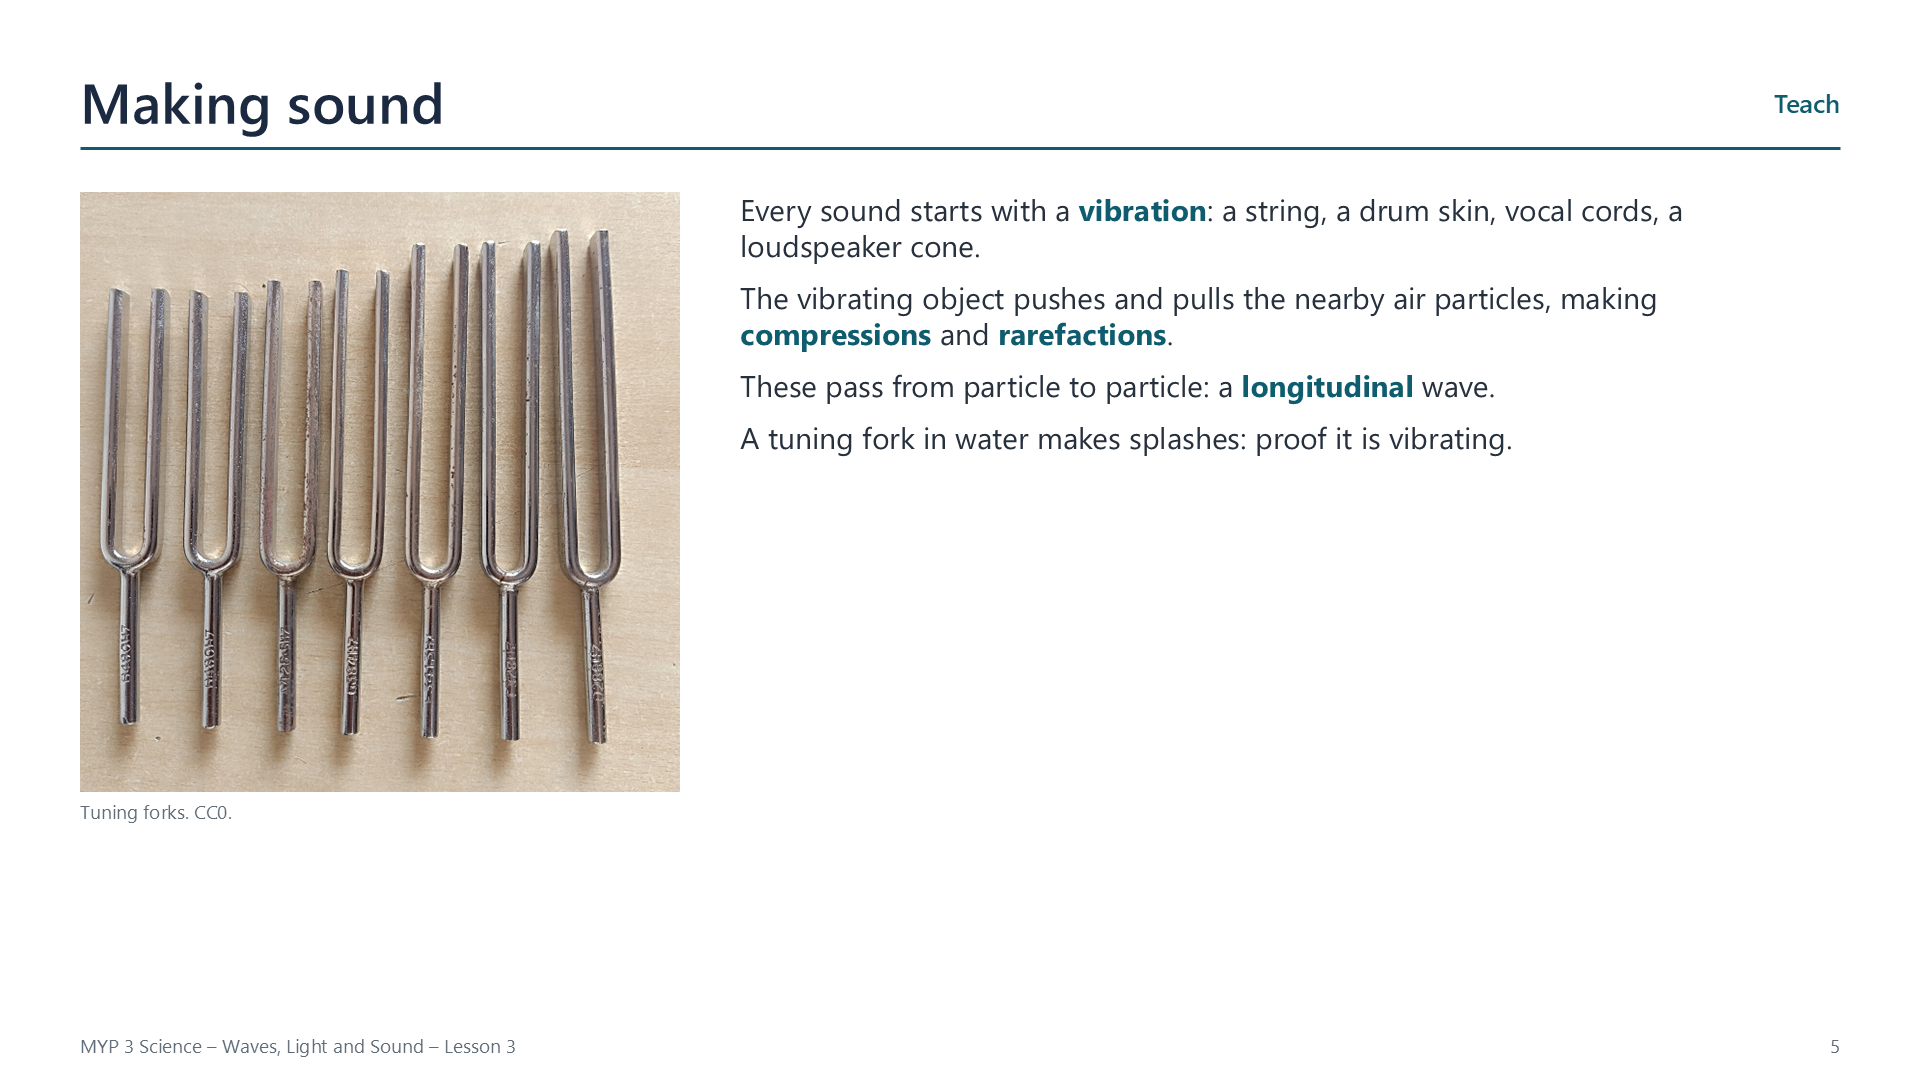 Making sound
Teach
Every sound starts with a vibration: a string, a drum skin, vocal cords, a
loudspeaker cone.
The vibrating object pushes and pulls the nearby air particles, making
compressions and rarefactions.
These pass from particle to particle: a longitudinal wave.
A tuning fork in water makes splashes: proof it is vibrating.
Tuning forks. CC0.
MYP 3 Science – Waves, Light and Sound – Lesson 3
5